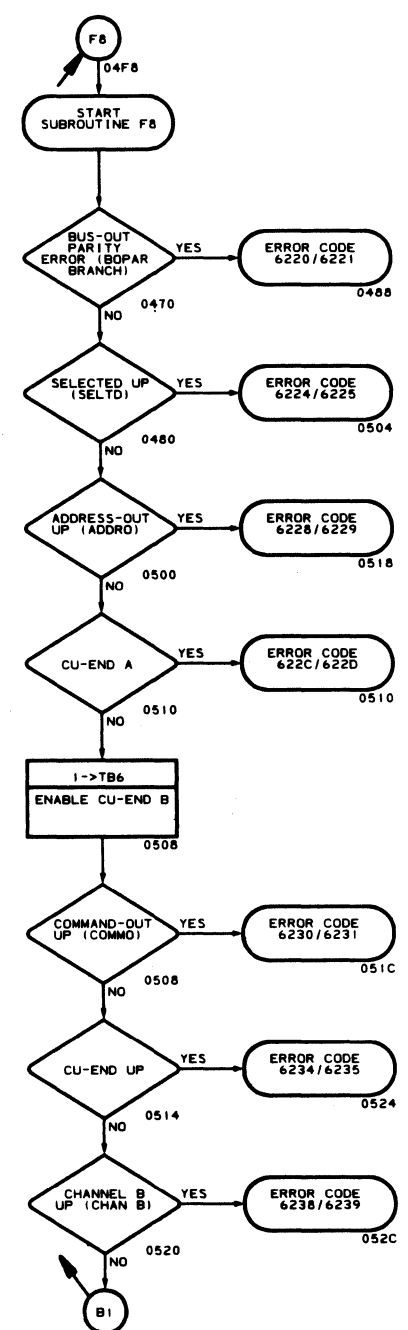 F8
04F8
START
SUBROUTINE F8
BUS-OUT
PARITY
ERROR (BOPAR
BRANCH)
YES
ERROR CODE
6220/6221
0488
0470
NO
SELECTED UP
(SELTD)
YES
ERROR CODE
6224/6225
0504
0480
NO
ADDRESS-OUT
UP (ADDRO)
YES
ERROR CODE
6228/6229
0518
0500
NO
CU-END A
YES
ERROR CODE
622C/622D
0510
0510
NO
1->TB6
ENABLE CU-END B
0508
COMMAND-OUT
UP (COMMO)
YES
ERROR CODE
6230/6231
051C
0508
NO
CU-END UP
YES
ERROR CODE
6234/6235
0524
0514
NO
CHANNEL B
UP (CHAN B)
YES
ERROR CODE
6238/6239
052C
0520
NO
B1